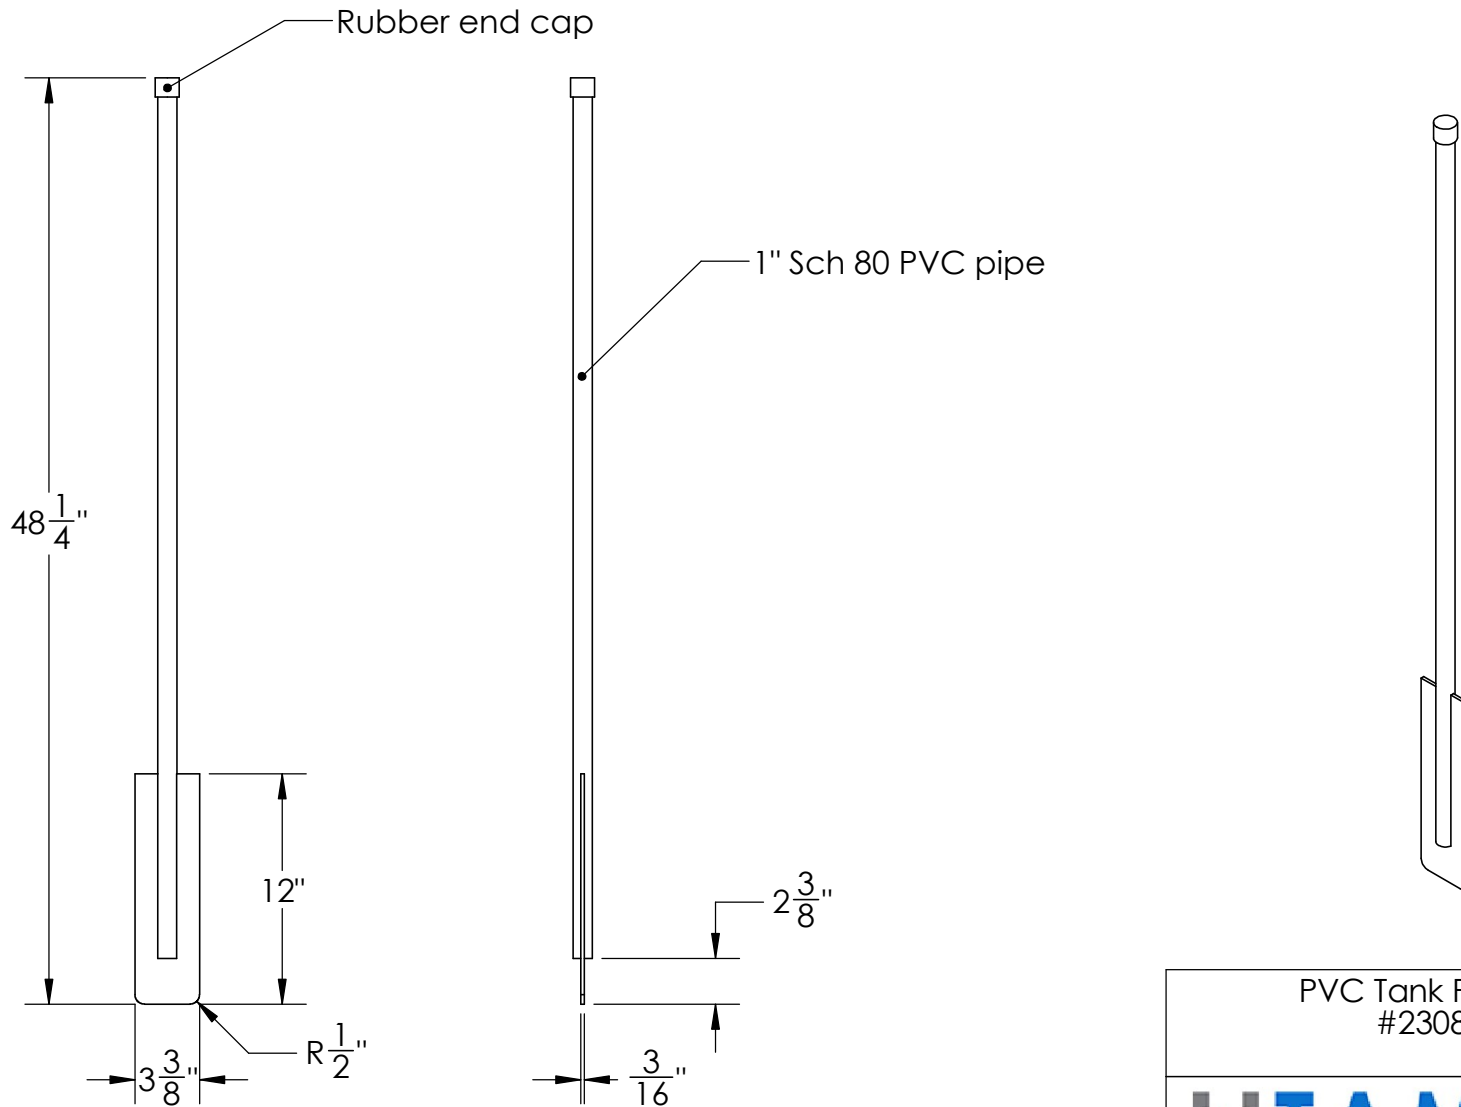 Rubber end cap
1" Sch 80 PVC pipe
48 1/4"
12"
2 3/8"
R 1/2"
3 3/8"
3/16"
PVC Tank
#2308